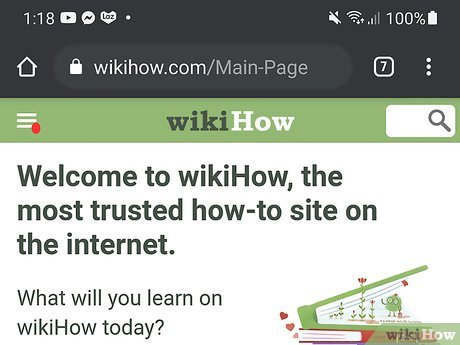 1:18 Laz 100%
wikihow.com/Main-Page 7
wikiHow
Welcome to wikiHow, the
most trusted how-to site on
the internet.
What will you learn on
wikiHow today?
wikiHow